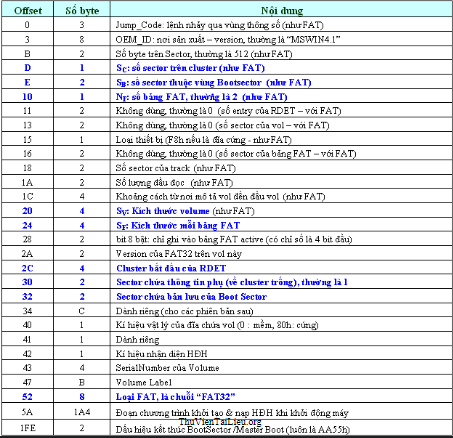 Offset Số byte Nội dung
0 3 Jump_Code: lệnh nhảy qua vùng thông số (như FAT)
3 8 OEM_ID: nơi sản xuất – version, thường là “MSWIN4.1”
B 2 Số byte trên Sector, thường là 512 (như FAT)
D 1 SC: số sector trên cluster (như FAT)
E 2 SB: số sector thuộc vùng Bootsector (như FAT)
10 1 NF: số bảng FAT, thường là 2 (như FAT)
11 2 Không dùng, thường là 0 (số entry của RDET – với FAT)
13 2 Không dùng, thường là 0 (số sector của vol – với FAT)
15 1 Loại thiết bị (F8h nếu là đĩa cứng - như FAT)
16 2 Không dùng, thường là 0 (số sector của bảng FAT – với FAT)
18 2 Số sector của track (như FAT)
1A 2 Số lượng đầu đọc (như FAT)
1C 4 Khoảng cách từ nơi mô tả vol đến đầu vol (như FAT)
20 4 SV: Kích thước volume (như FAT)
24 4 SF: Kích thước mỗi bảng FAT
28 2 bit 8 bật: chỉ ghi vào bảng FAT active (có chỉ số là 4 bit đầu)
2A 2 Version của FAT32 trên vol này
2C 4 Cluster bắt đầu của RDET
30 2 Sector chứa thông tin phụ (về cluster trống), thường là 1
32 2 Sector chứa bản lưu của Boot Sector
34 C Dành riêng (cho các phiên bản sau)
40 1 Kí hiệu vật lý của đĩa chứa vol (0 : mềm, 80h: cứng)
41 1 Dành riêng
42 1 Kí hiệu nhận diện HĐH
43 4 SerialNumber của Volume
47 B Volume Label
52 8 Loại FAT, là chuỗi “FAT32”
5A 1A4 Đoạn chương trình khởi tạo & nạp HĐH khi khởi động máy
ThuVienTaiLieu.org
1FE 2 Dấu hiệu kết thúc BootSector /Master Boot (luôn là AA55h)